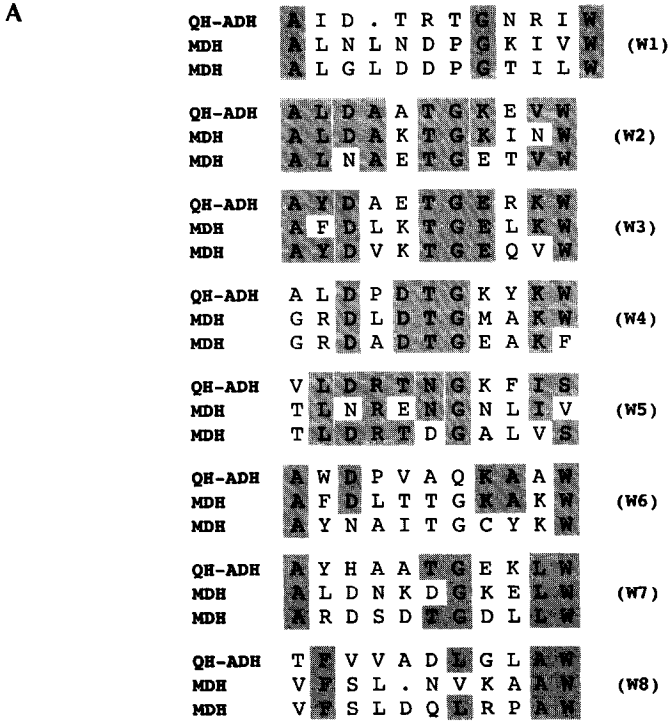 A
QH-ADH A I D . T R T G N R I W
MDH A L N L N D P G K I V W (W1)
MDH A L G L D D P G T I L W
QH-ADH A L D A A T G K E V W
MDH A L D A K T G K I N W (W2)
MDH A L N A E T G E T V W
QH-ADH A Y D A E T G E R K W
MDH A F D L K T G E L K W (W3)
MDH A Y D V K T G E Q V W
QH-ADH A L D P D T G K Y K W
MDH G R D L D T G M A K W (W4)
MDH G R D A D T G E A K F
QH-ADH V L D R T N G K F I S
MDH T L N R E N G N L I V (W5)
MDH T L D R T D G A L V S
QH-ADH A W D P V A Q K A A W
MDH A F D L T T G K A K W (W6)
MDH A Y N A I T G C Y K W
QH-ADH A Y H A A T G E K L W
MDH A L D N K D G K E L W (W7)
MDH A R D S D T G D L L W
QH-ADH T F V V A D L G L A W
MDH V F S L . N V K A A W (W8)
MDH V F S L D Q L R P A W